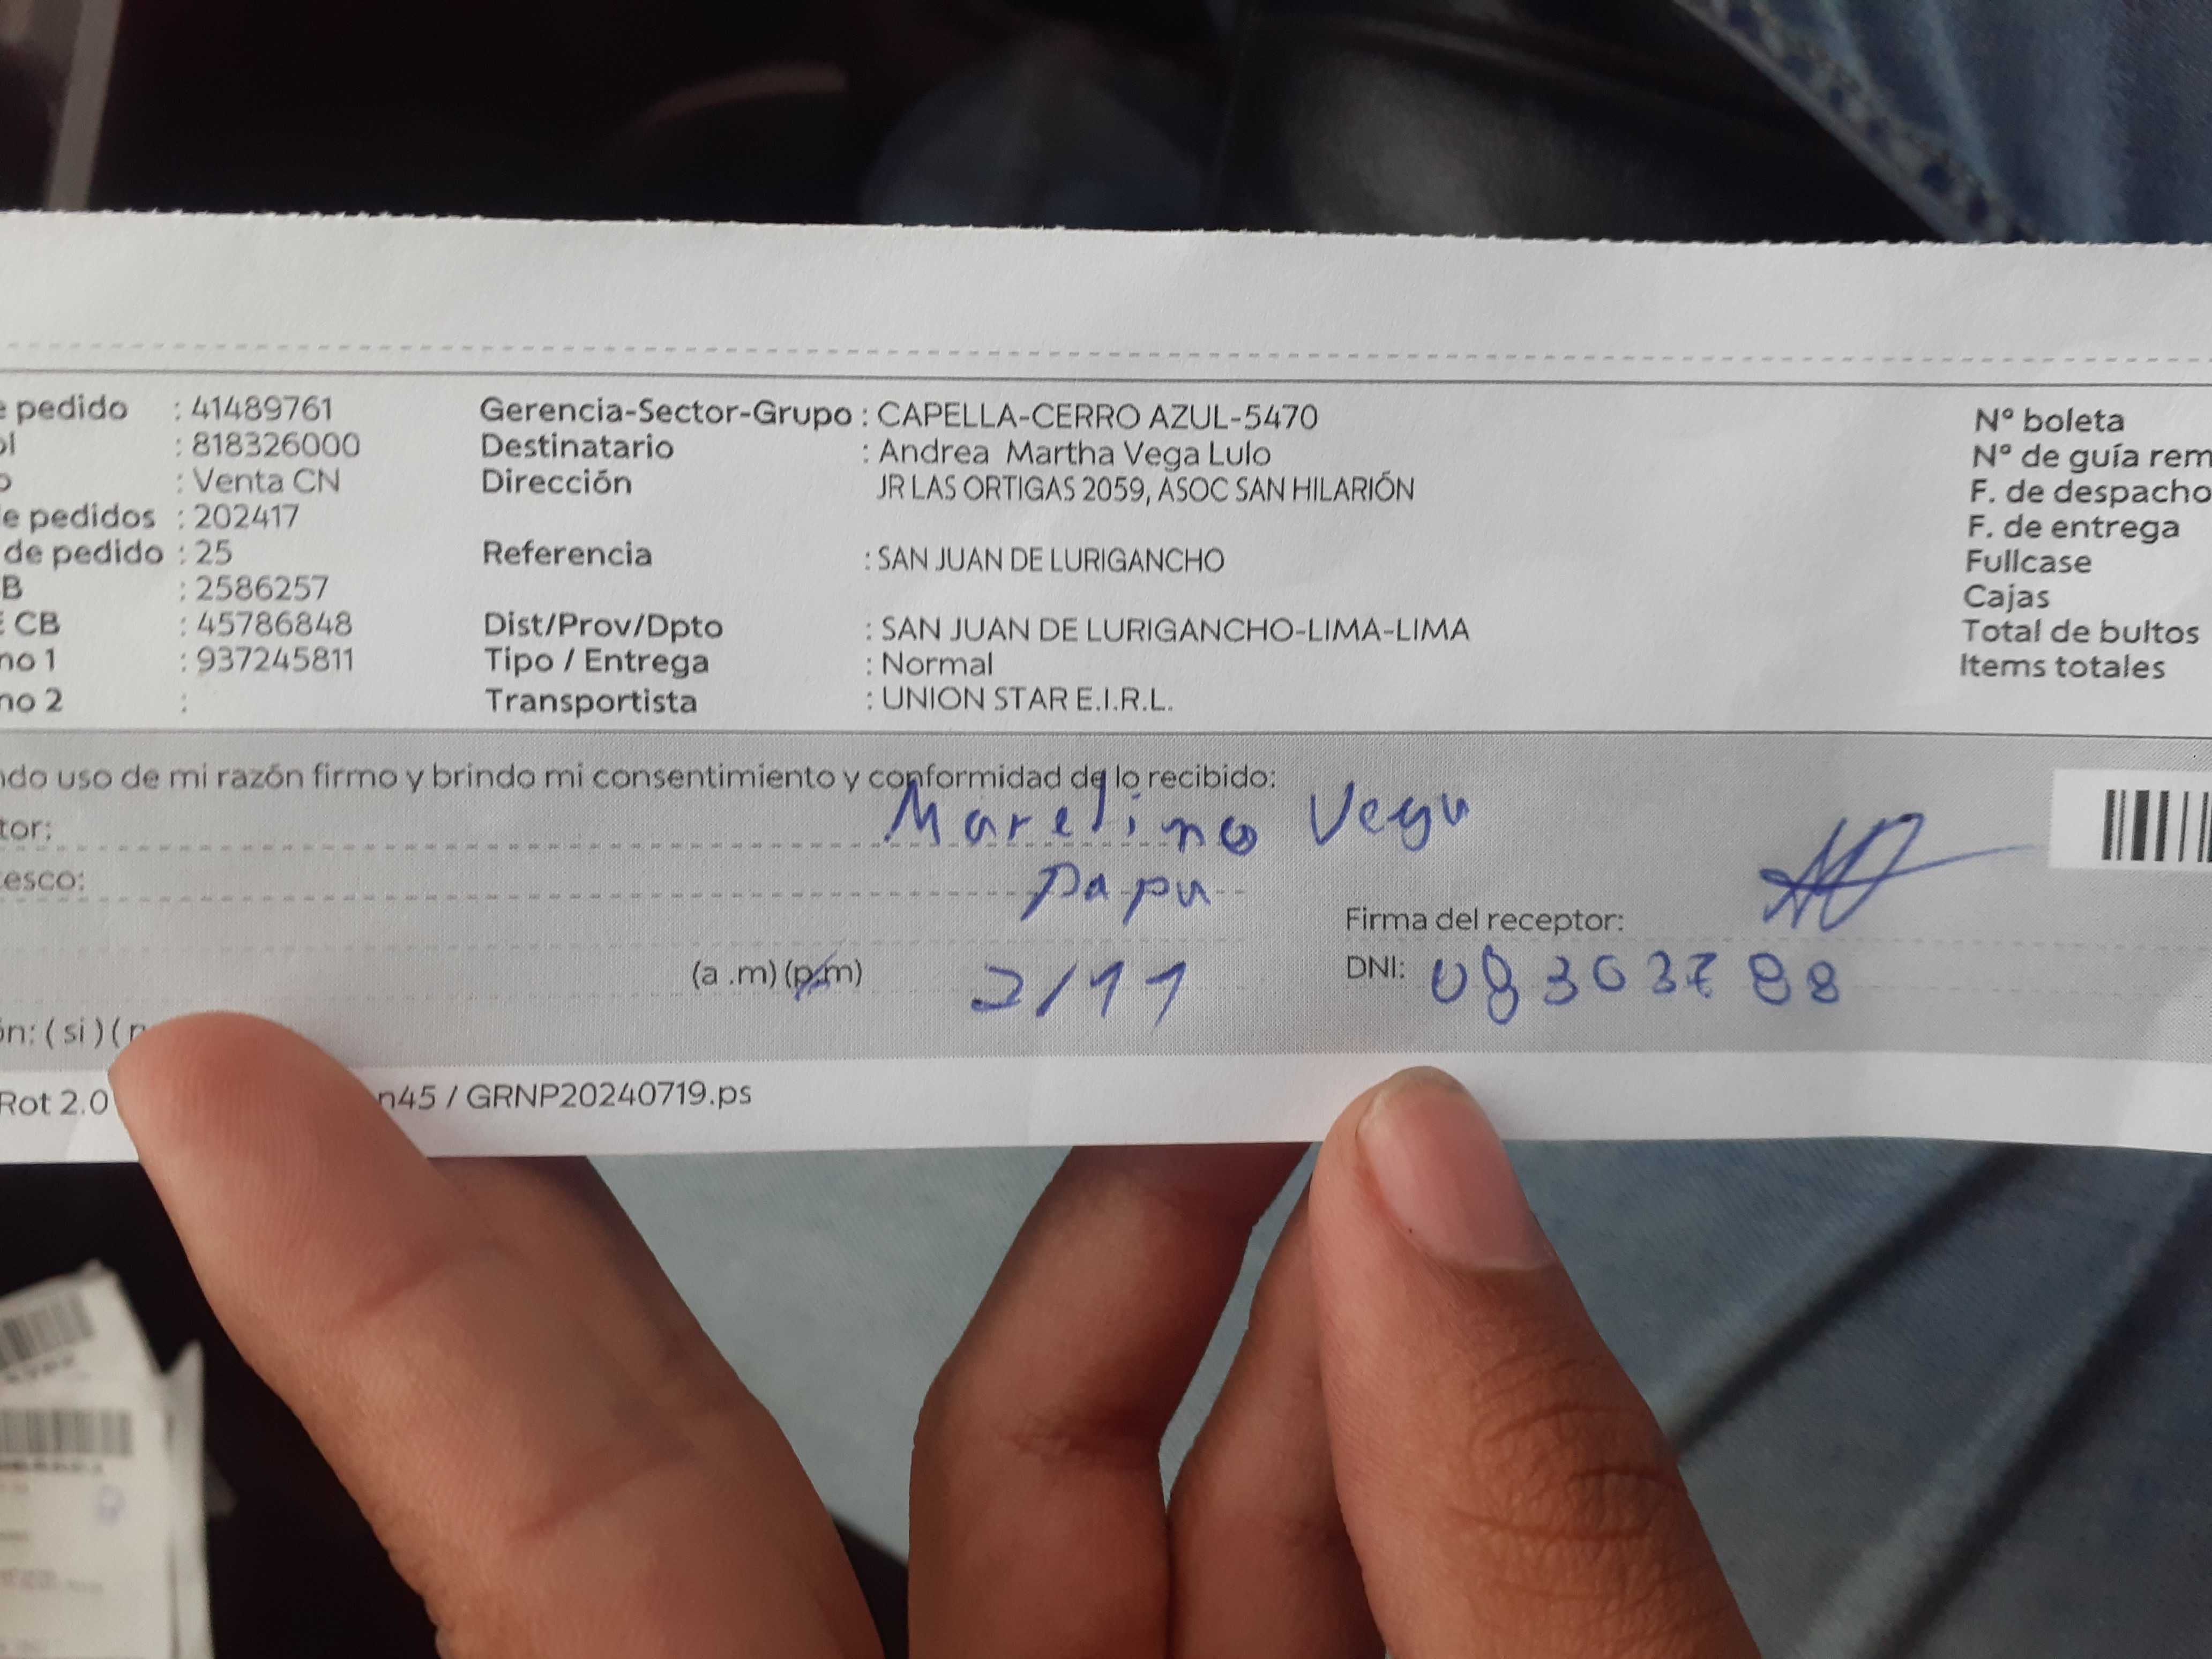 e pedido : 41489761 Gerencia-Sector-Grupo : CAPELLA-CERRO AZUL-5470 N° boleta
ol : 818326000 Destinatario : Andrea Martha Vega Lulo N° de guía rem
o : Venta CN Dirección JR LAS ORTIGAS 2059, ASOC SAN HILARIÓN F. de despacho
e pedidos : 202417 F. de entrega
de pedido : 25 Referencia : SAN JUAN DE LURIGANCHO Fullcase
B : 2586257 Cajas
E CB : 45786848 Dist/Prov/Dpto : SAN JUAN DE LURIGANCHO-LIMA-LIMA Total de bultos
no 1 : 937245811 Tipo / Entrega : Normal Items totales
no 2 : Transportista : UNION STAR E.I.R.L.
ndo uso de mi razón firmo y brindo mi consentimiento y conformidad de lo recibido:
tor: Marelino Vega
esco: papa
Firma del receptor:
(a .m) (p.m) 2/11 DNI: 08303788
ón: ( si ) ( n
Rot 2.0 n45 / GRNP20240719.ps